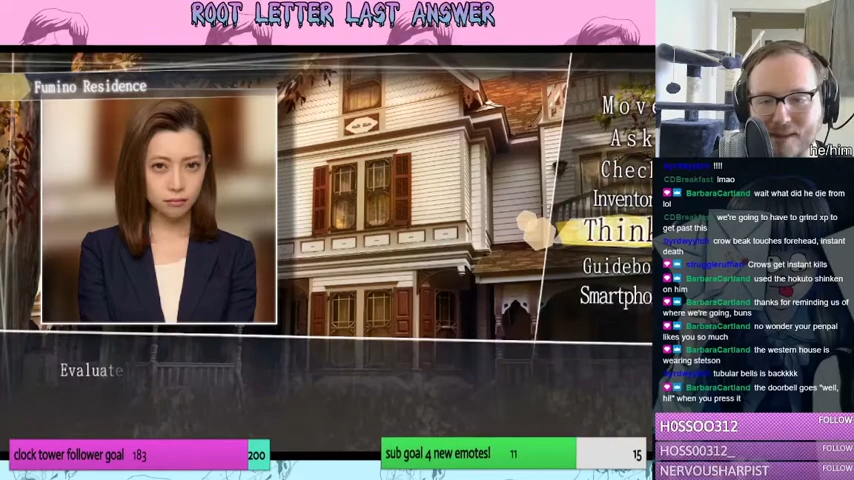 ROOT LETTER LAST ANSWER
Fumino Residence
Move
Ask
Check
Inventor
Think
Guidebo
Smartpho
Evaluate
he/him
!!!!
CDBreakfast lmao
BarbaraCartland wait what did he die from
lol
CDBreakfast we're going to have to grind xp to
get past this
byrdwyytch crow beak touches forehead, instant
death
struggleruffian Crows get instant kills
BarbaraCartland used the hokuto shinken
on him
BarbaraCartland thanks for reminding us of
where we're going, buns
BarbaraCartland no wonder your penpal
likes you so much
BarbaraCartland the western house is
wearing stetson
tubular bells is backkkk
BarbaraCartland the doorbell goes "well,
hi!" when you press it
clock tower follower goal 183 200
sub goal 4 new emotes! 11 15
H0SSOO312 FOLLOW
HOSS00312_ FOLLOW
NERVOUSHARPIST FOLLOW